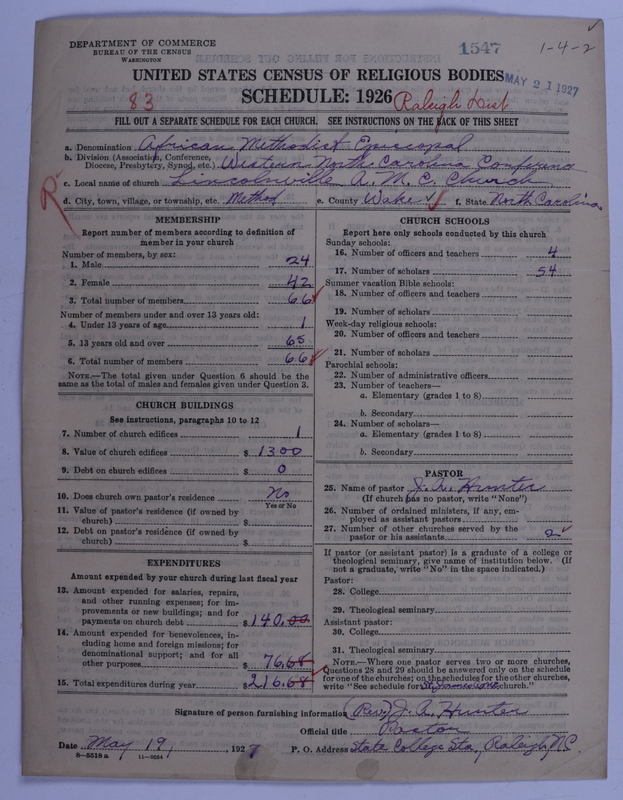 DEPARTMENT OF COMMERCE
BUREAU OF THE CENSUS
WASHINGTON
1547
1-4-2
UNITED STATES CENSUS OF RELIGIOUS BODIES
MAY 21 1927
83
SCHEDULE: 1926
Raleigh Dist
FILL OUT A SEPARATE SCHEDULE FOR EACH CHURCH. SEE INSTRUCTIONS ON THE BACK OF THIS SHEET
a. Denomination African Methodist Episcopal
b. Division (Association, Conference, Diocese, Presbytery, Synod, etc.) Western North Carolina Conference
c. Local name of church Lincolnville A. M. E. Church
d. City, town, village, or township, etc. Method e. County Wake f. State North Carolina
R
MEMBERSHIP
Report number of members according to definition of member in your church
Number of members, by sex:
1. Male 24
2. Female 42
3. Total number of members 66
Number of members under and over 13 years old:
4. Under 13 years of age 1
5. 13 years old and over 65
6. Total number of members 66
NOTE.—The total given under Question 6 should be the same as the total of males and females given under Question 3.
CHURCH BUILDINGS
See instructions, paragraphs 10 to 12
7. Number of church edifices 1
8. Value of church edifices $ 1300
9. Debt on church edifices $ 0
10. Does church own pastor's residence No
Yes or No
11. Value of pastor's residence (if owned by church) $
12. Debt on pastor's residence (if owned by church) $
EXPENDITURES
Amount expended by your church during last fiscal year
13. Amount expended for salaries, repairs, and other running expenses; for improvements or new buildings; and for payments on church debt $ 140.00
14. Amount expended for benevolences, including home and foreign missions; for denominational support; and for all other purposes $ 76.68
15. Total expenditures during year $ 216.68
CHURCH SCHOOLS
Report here only schools conducted by this church
Sunday schools:
16. Number of officers and teachers 4
17. Number of scholars 54
Summer vacation Bible schools:
18. Number of officers and teachers
19. Number of scholars
Week-day religious schools:
20. Number of officers and teachers
21. Number of scholars
Parochial schools:
22. Number of administrative officers
23. Number of teachers—
a. Elementary (grades 1 to 8)
b. Secondary
24. Number of scholars—
a. Elementary (grades 1 to 8)
b. Secondary
PASTOR
25. Name of pastor J. A. Hunter
(If church has no pastor, write "None")
26. Number of ordained ministers, if any, employed as assistant pastors
27. Number of other churches served by the pastor or his assistants 2
If pastor (or assistant pastor) is a graduate of a college or theological seminary, give name of institution below. (If not a graduate, write "No" in the space indicated.)
Pastor:
28. College
29. Theological seminary
Assistant pastor:
30. College
31. Theological seminary
NOTE.—Where one pastor serves two or more churches, Questions 28 and 29 should be answered only on the schedule for one of the churches; on the schedules for the other churches, write "See schedule for church."
Signature of person furnishing information (Rev) J. A. Hunter
Official title Pastor
Date May 19, 1927 P. O. Address State College Sta, Raleigh, N.C.
8—5518 a 11—9254